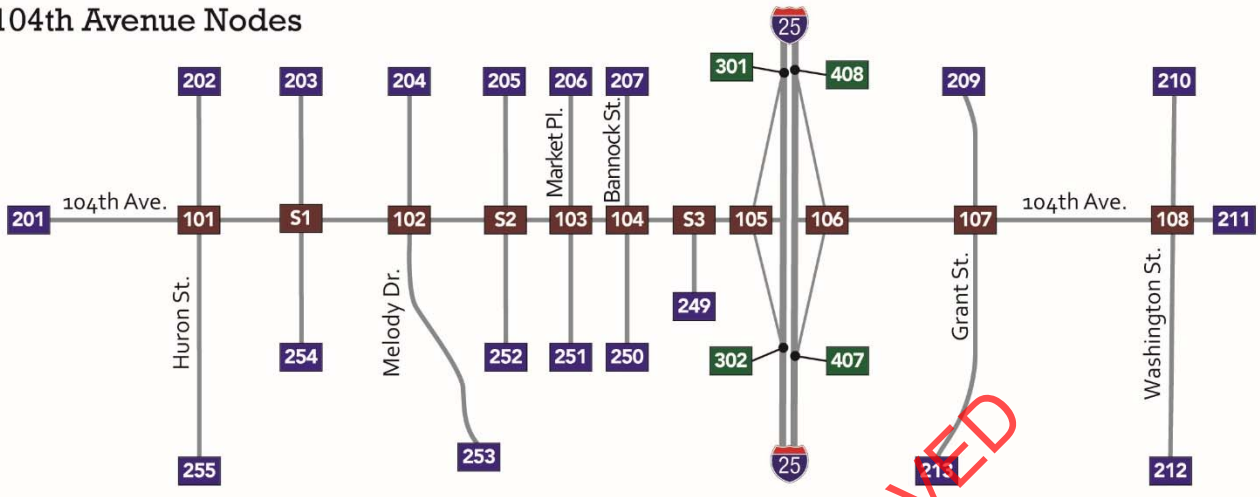 104th Avenue Nodes
25
301
408
202
203
204
205
206
207
209
210
Market Pl.
Bannock St.
104th Ave.
104th Ave.
201
101
S1
102
S2
103
104
S3
105
106
107
108
211
Huron St.
Melody Dr.
Grant St.
Washington St.
249
254
252
251
250
302
407
253
255
25
213
212
VED